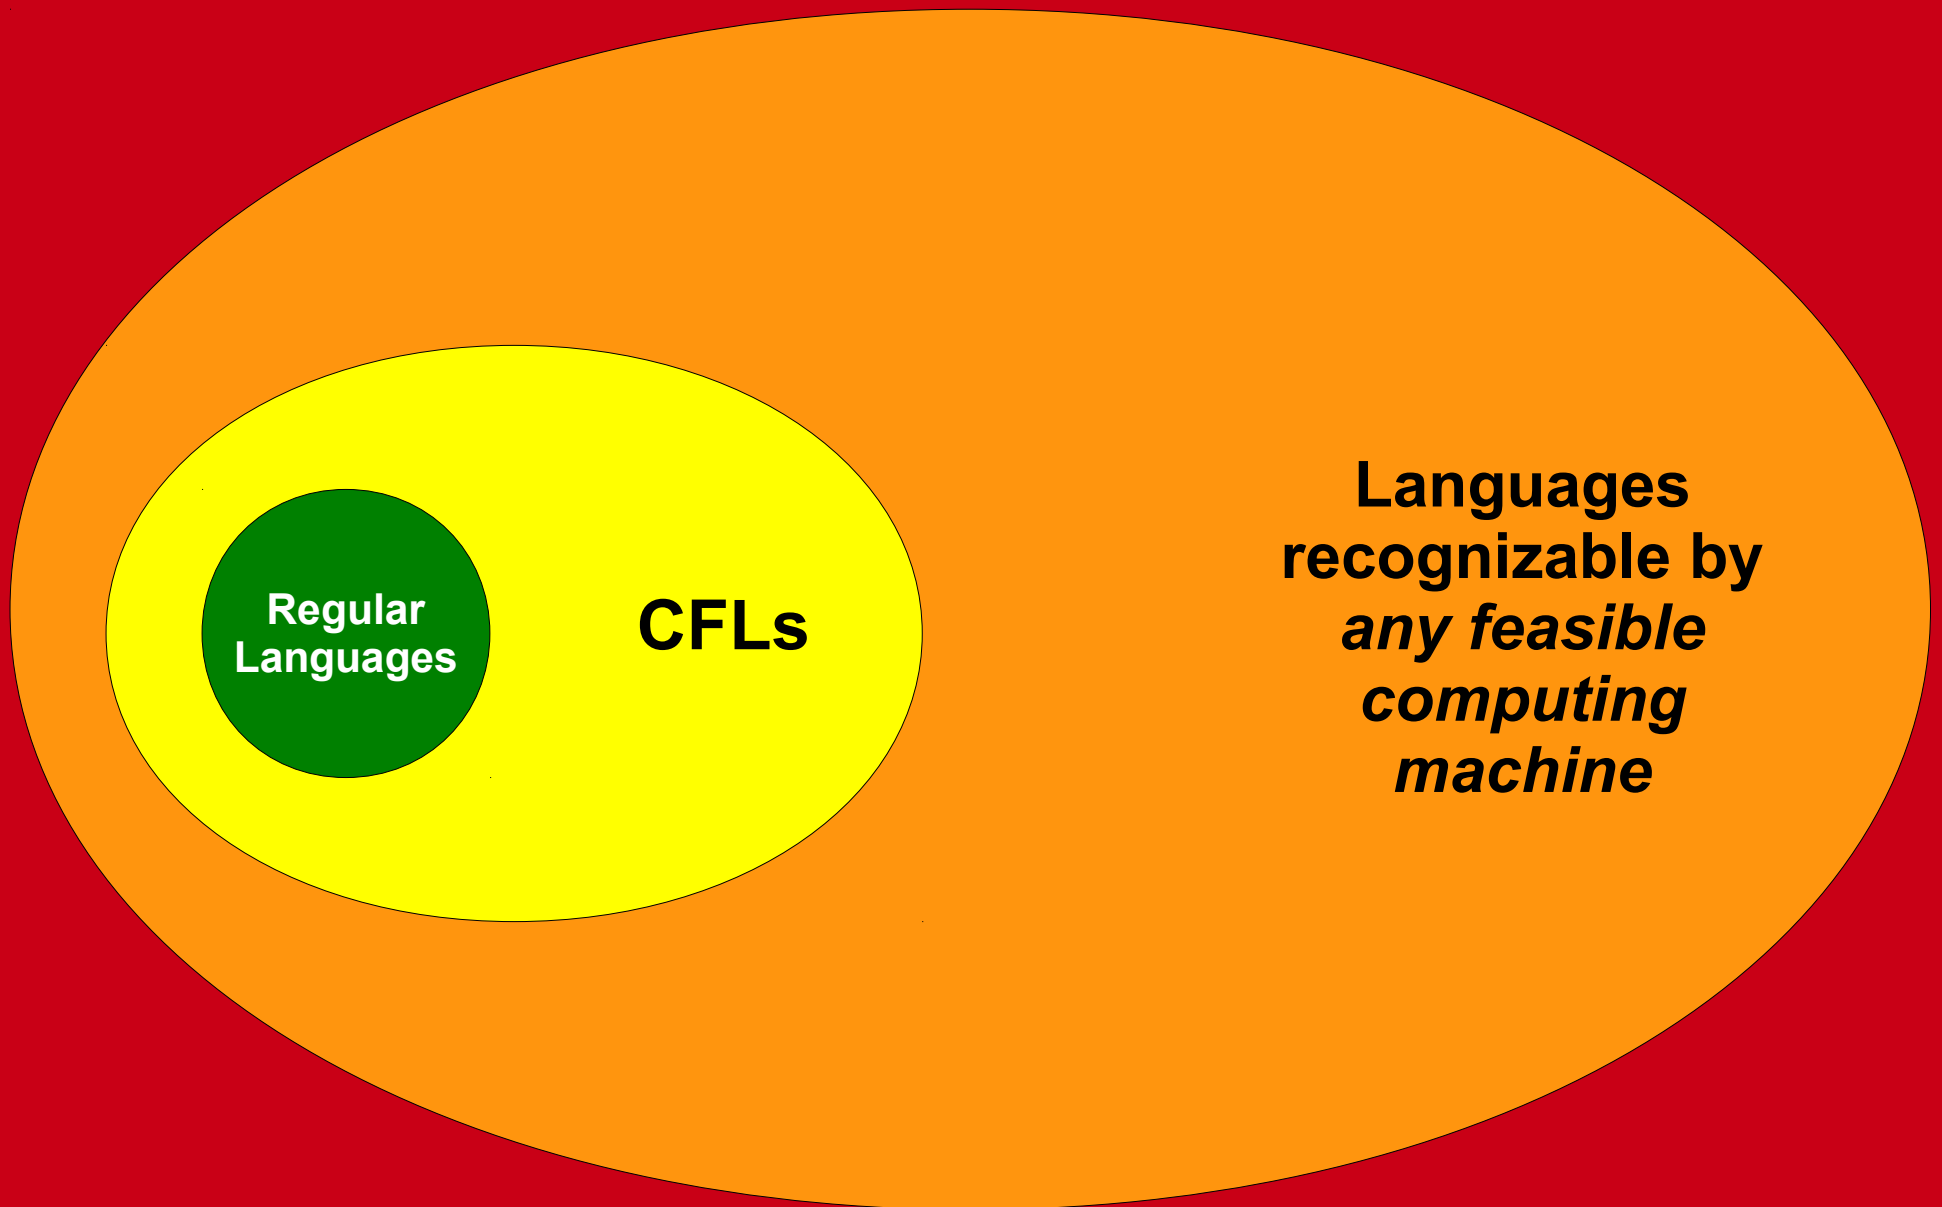 Regular
Languages
CFLs
Languages
recognizable by
any feasible
computing
machine